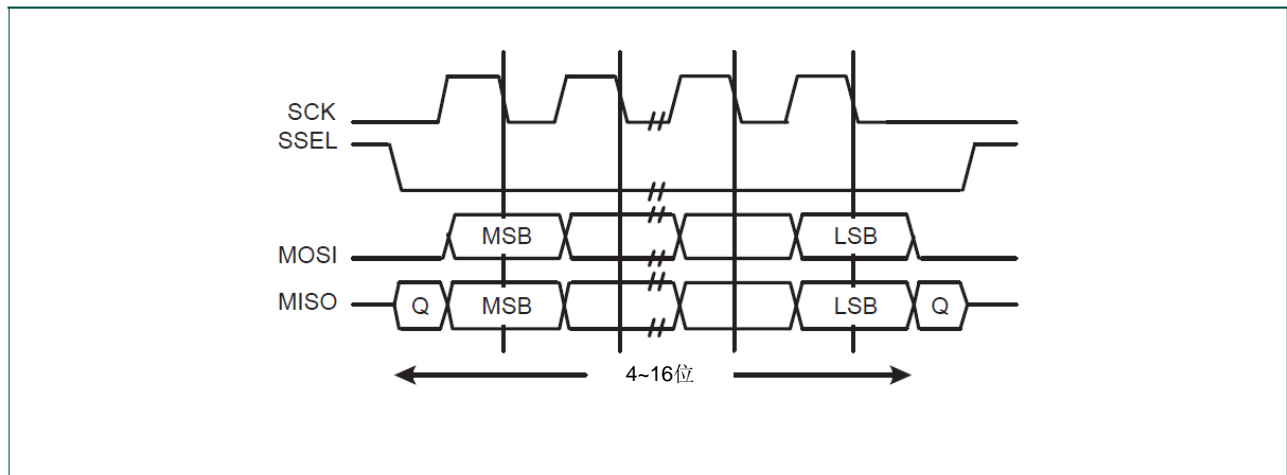 SCK
SSEL
MOSI MSB LSB
MISO Q MSB LSB Q
4~16位